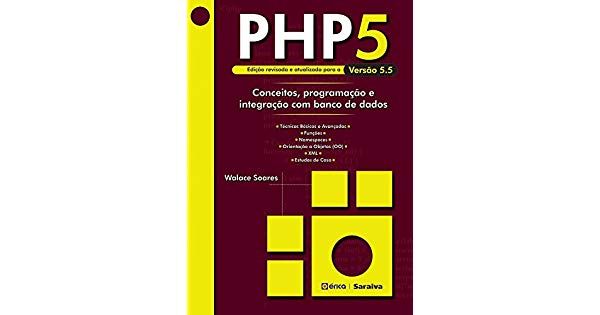 PHP5
Edição revisada e atualizada para a Versão 5.5
Conceitos, programação e
integração com banco de dados
Técnicas Básicas e Avançadas
Funções
Namespaces
Orientação a Objetos (OO)
XML
Estudos de Caso
Walace Soares
érica | Saraiva